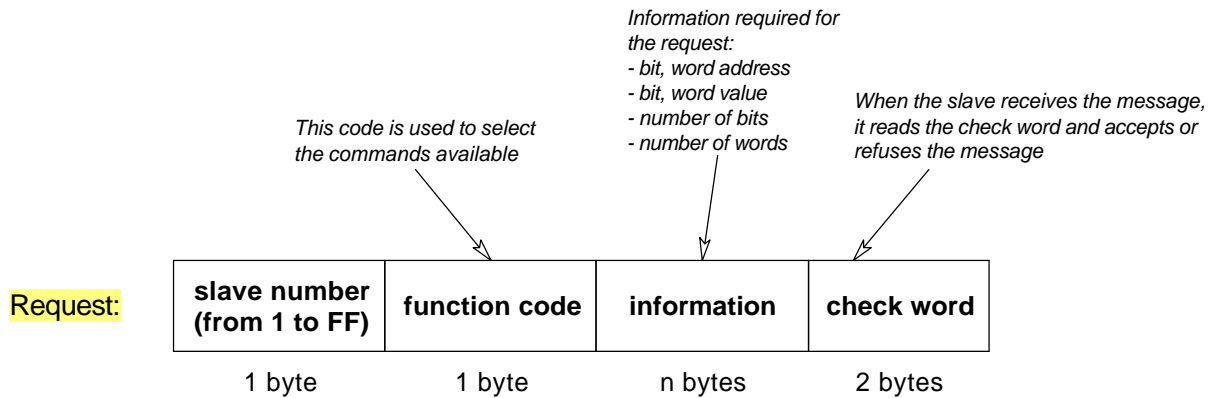 Information required for
the request:
- bit, word address
- bit, word value
- number of bits
- number of words
This code is used to select
the commands available
When the slave receives the message,
it reads the check word and accepts or
refuses the message
Request:
slave number
(from 1 to FF)
function code
information
check word
1 byte
1 byte
n bytes
2 bytes